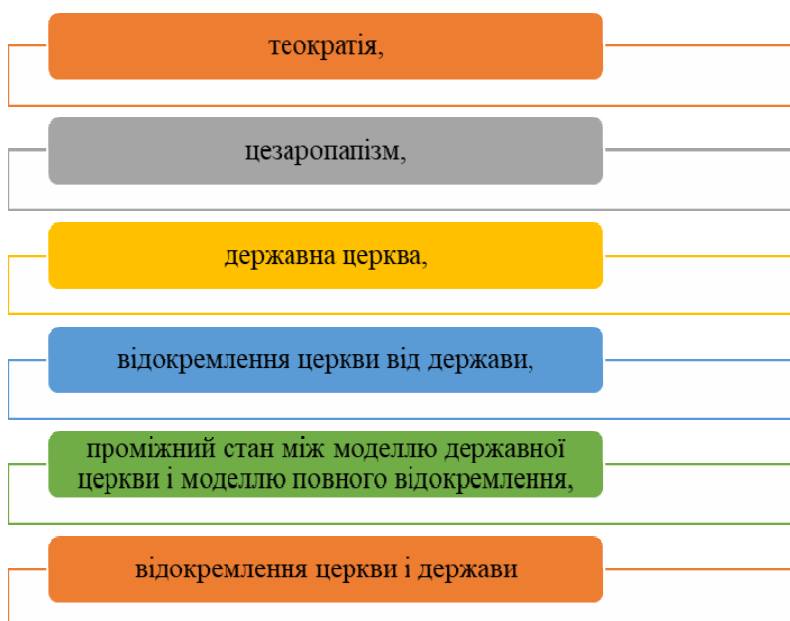 теократія,
цезаропапізм,
державна церква,
відокремлення церкви від держави,
проміжний стан між моделлю державної
церкви і моделлю повного відокремлення,
відокремлення церкви і держави